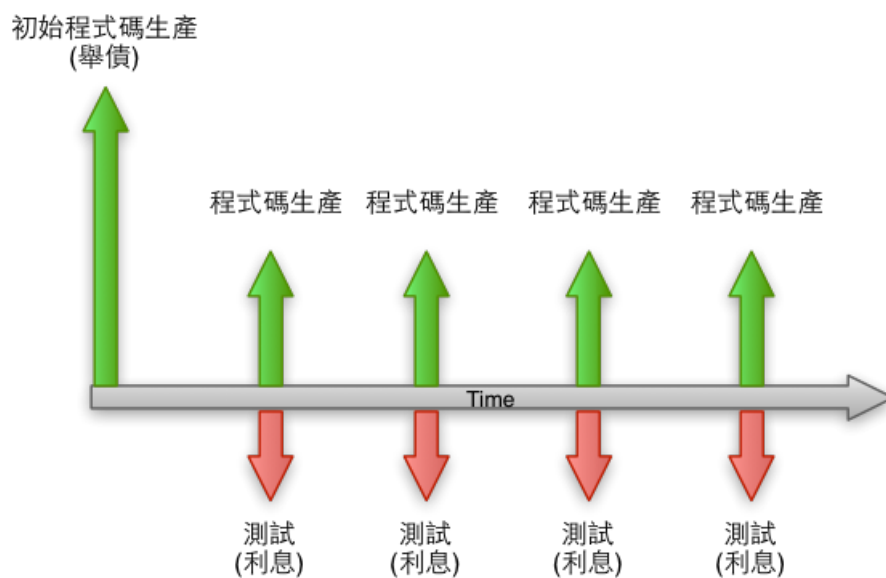 初始程式碼生產
(舉債)
程式碼生產
程式碼生產
程式碼生產
程式碼生產
Time
測試
(利息)
測試
(利息)
測試
(利息)
測試
(利息)